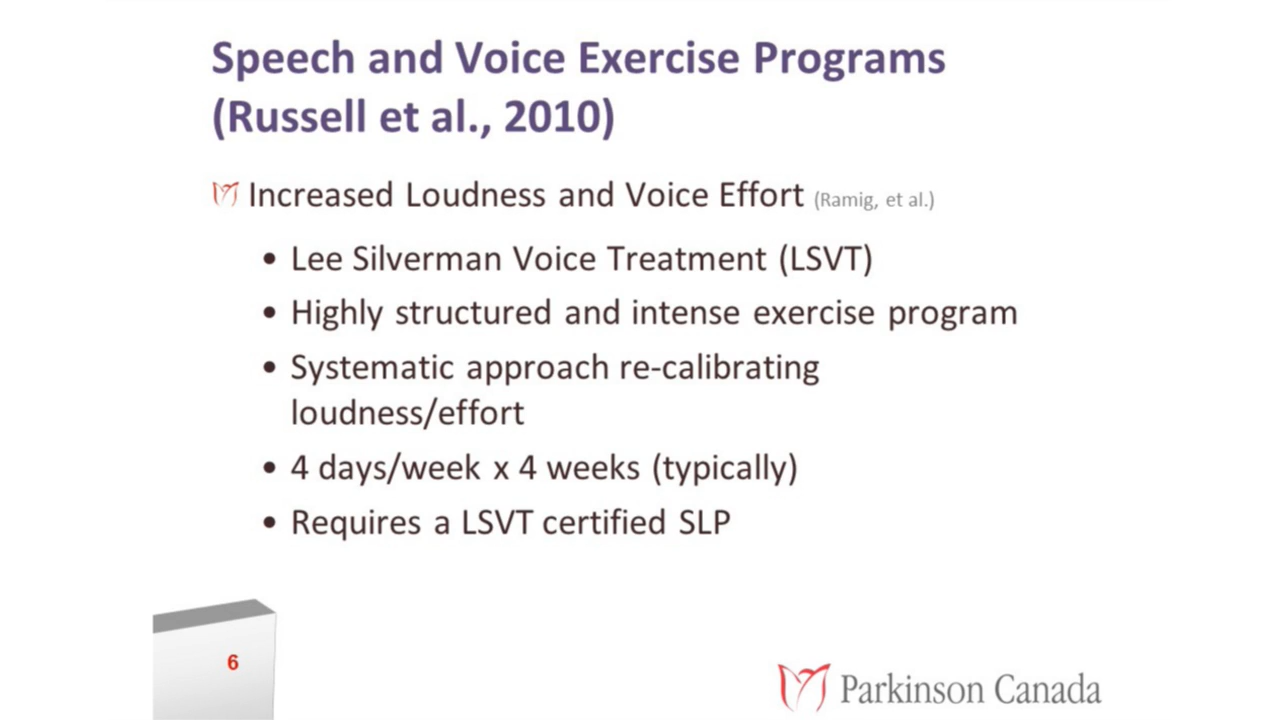 Speech and Voice Exercise Programs
(Russell et al., 2010)
Increased Loudness and Voice Effort (Ramig, et al.)
• Lee Silverman Voice Treatment (LSVT)
• Highly structured and intense exercise program
• Systematic approach re-calibrating
loudness/effort
• 4 days/week x 4 weeks (typically)
• Requires a LSVT certified SLP
6
Parkinson Canada